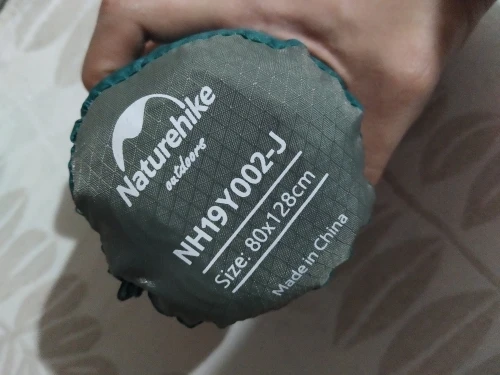 Naturehike
outdoors
NH19Y002-J
Size: 80x128cm
Made in China